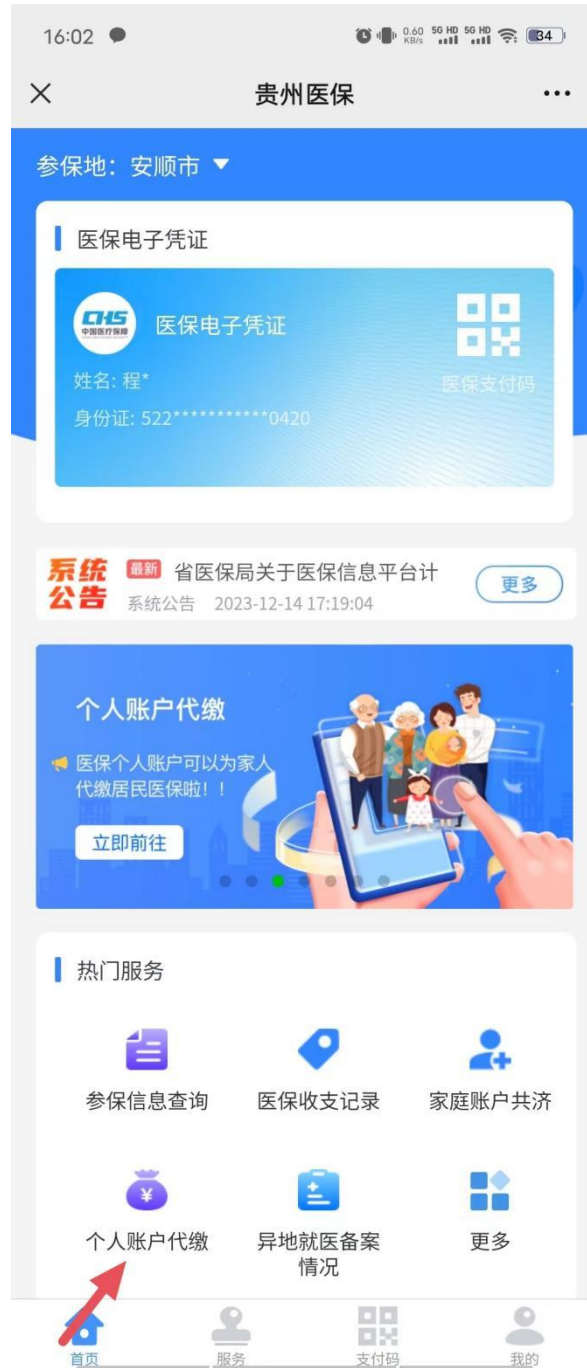 16:02
0.60 KB/s 5G HD 5G HD 34
贵州医保
参保地：安顺市
医保电子凭证
CHS
中国医疗保障
医保电子凭证
姓名: 程*
医保支付码
身份证: 522***********0420
系统公告
最新 省医保局关于医保信息平台计
更多
系统公告 2023-12-14 17:19:04
个人账户代缴
医保个人账户可以为家人
代缴居民医保啦！！
立即前往
热门服务
参保信息查询 医保收支记录 家庭账户共济
个人账户代缴 异地就医备案 更多
情况
首页 服务 支付码 我的